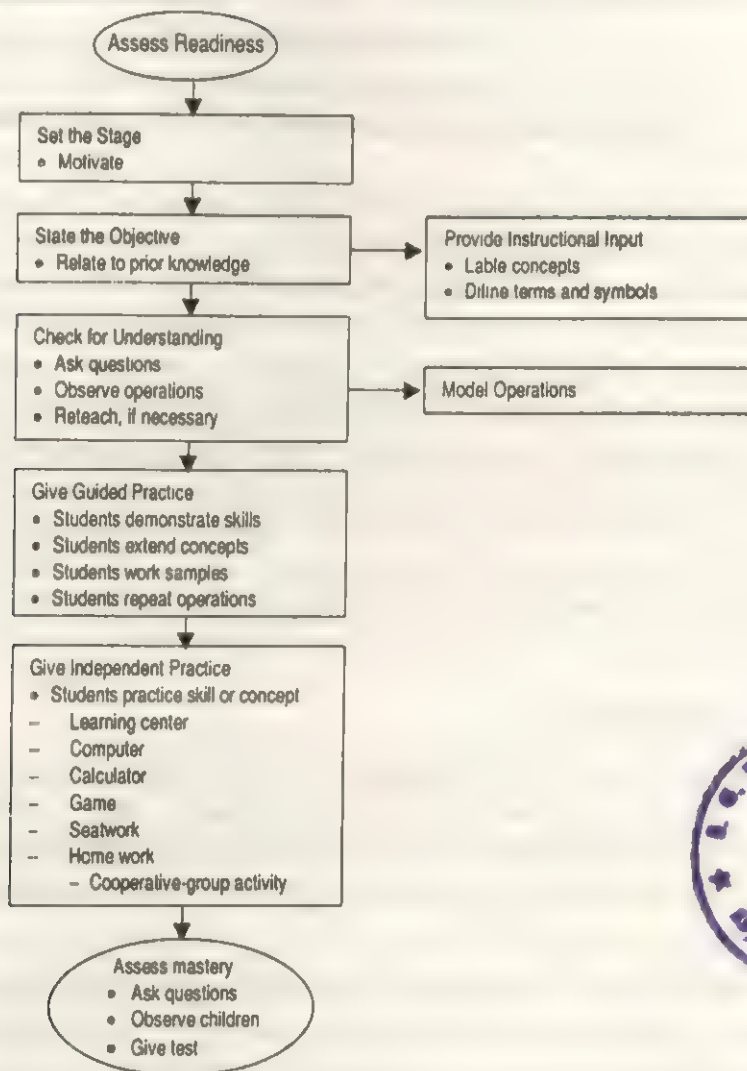 Assess Readiness
Set the Stage
• Motivate
State the Objective
• Relate to prior knowledge
Provide Instructional Input
• Lable concepts
• Difine terms and symbols
Check for Understanding
• Ask questions
• Observe operations
• Reteach, if necessary
Model Operations
Give Guided Practice
• Students demonstrate skills
• Students extend concepts
• Students work samples
• Students repeat operations
Give Independent Practice
• Students practice skill or concept
– Learning center
– Computer
– Calculator
– Game
– Seatwork
– Home work
– Cooperative-group activity
Assess mastery
• Ask questions
• Observe children
• Give test